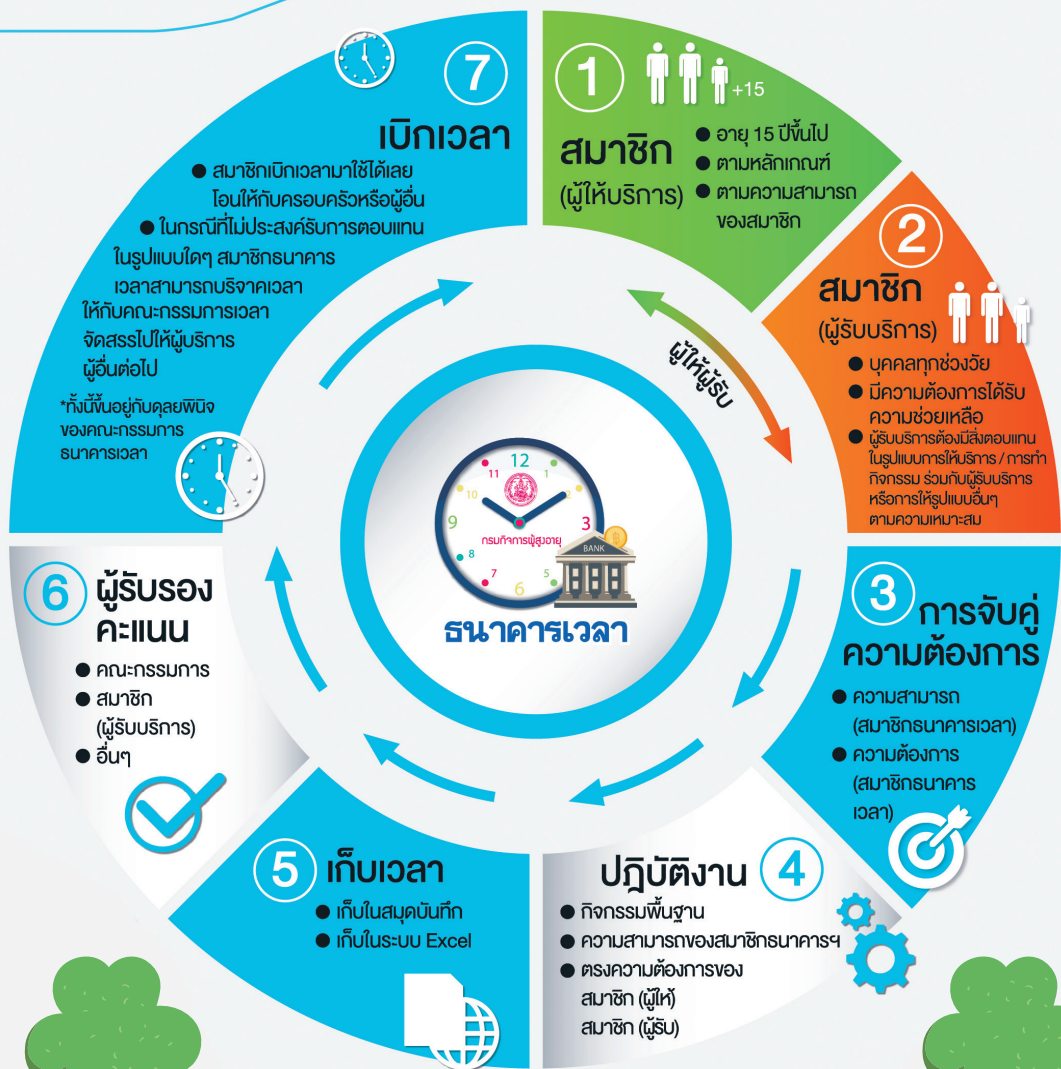 1
+15
สมาชิก
(ผู้ให้บริการ)
● อายุ 15 ปีขึ้นไป
● ตามหลักเกณฑ์
● ตามความสามารถ
ของสมาชิก
2
สมาชิก
(ผู้รับบริการ)
● บุคคลทุกช่วงวัย
● มีความต้องการได้รับ
ความช่วยเหลือ
● ผู้รับบริการต้องมีสิ่งตอบแทน
ในรูปแบบการให้บริการ / การทำ
กิจกรรม ร่วมกับผู้รับบริการ
หรือการให้รูปแบบอื่นๆ
ตามความเหมาะสม
ผู้ให้ผู้รับ
3
การจับคู่
ความต้องการ
● ความสามารถ
(สมาชิกธนาคารเวลา)
● ความต้องการ
(สมาชิกธนาคาร
เวลา)
4
ปฏิบัติงาน
● กิจกรรมพื้นฐาน
● ความสามารถของสมาชิกธนาคารฯ
● ตรงความต้องการของ
สมาชิก (ผู้ให้)
สมาชิก (ผู้รับ)
5
เก็บเวลา
● เก็บในสมุดบันทึก
● เก็บในระบบ Excel
6
ผู้รับรอง
คะแนน
● คณะกรรมการ
● สมาชิก
(ผู้รับบริการ)
● อื่นๆ
7
เบิกเวลา
● สมาชิกเบิกเวลามาใช้ได้เลย
โอนให้กับครอบครัวหรือผู้อื่น
● ในกรณีที่ไม่ประสงค์รับการตอบแทน
ในรูปแบบใดๆ สมาชิกธนาคาร
เวลาสามารถบริจาคเวลา
ให้กับคณะกรรมการเวลา
จัดสรรไปให้ผู้บริการ
ผู้อื่นต่อไป
*ทั้งนี้ขึ้นอยู่กับดุลยพินิจ
ของคณะกรรมการ
ธนาคารเวลา
12
11
1
10
2
9
3
กรมกิจการผู้สูงอายุ
8
7
6
5
BANK
ธนาคารเวลา